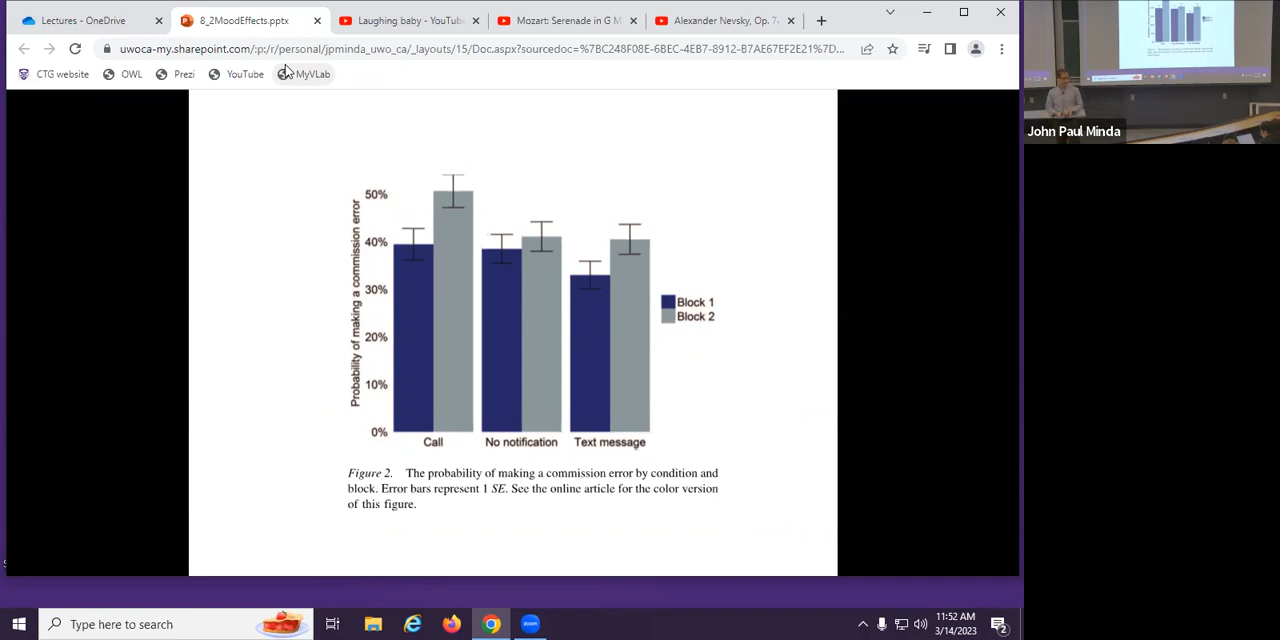 Lectures - OneDrive
8_2MoodEffects.pptx
Laughing baby - YouTube
Mozart: Serenade in G M
Alexander Nevsky, Op. 7
uwoca-my.sharepoint.com/:p:/r/personal/jpminda_uwo_ca/_layouts/15/Doc.aspx?sourcedoc=%7BC248F08E-6BEC-4EB7-8912-B7AE67EF2E21%7D...
CTG website
OWL
Prezi
YouTube
MyVLab
John Paul Minda
Probability of making a commission error
50%
40%
30%
20%
10%
0%
Call
No notification
Text message
Block 1
Block 2
Figure 2. The probability of making a commission error by condition and
block. Error bars represent 1 SE. See the online article for the color version
of this figure.
Type here to search
11:52 AM
3/14/2023
2